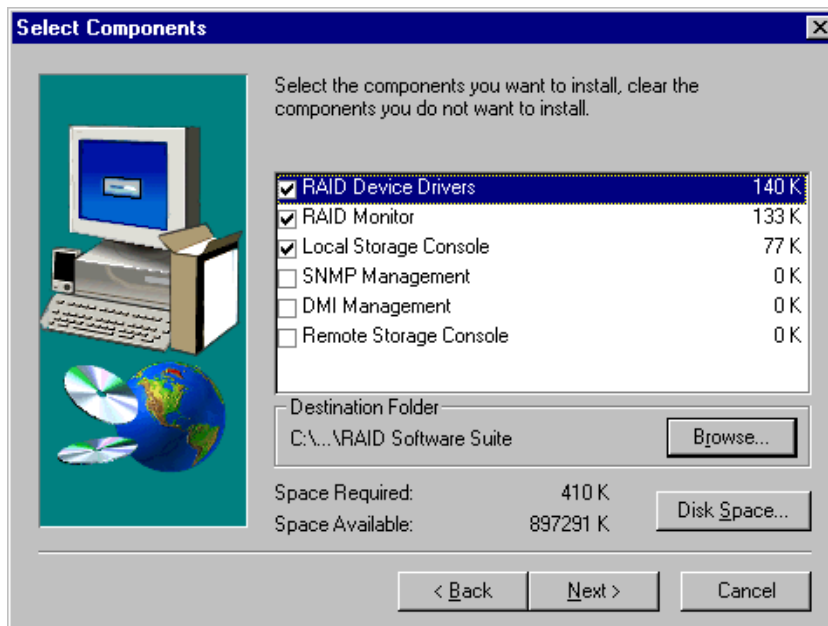 Select Components
Select the components you want to install, clear the
components you do not want to install.
RAID Device Drivers 140 K
RAID Monitor 133 K
Local Storage Console 77 K
SNMP Management 0 K
DMI Management 0 K
Remote Storage Console 0 K
Destination Folder
C:\...\RAID Software Suite
Browse...
Space Required: 410 K
Space Available: 897291 K
Disk Space...
< Back
Next >
Cancel